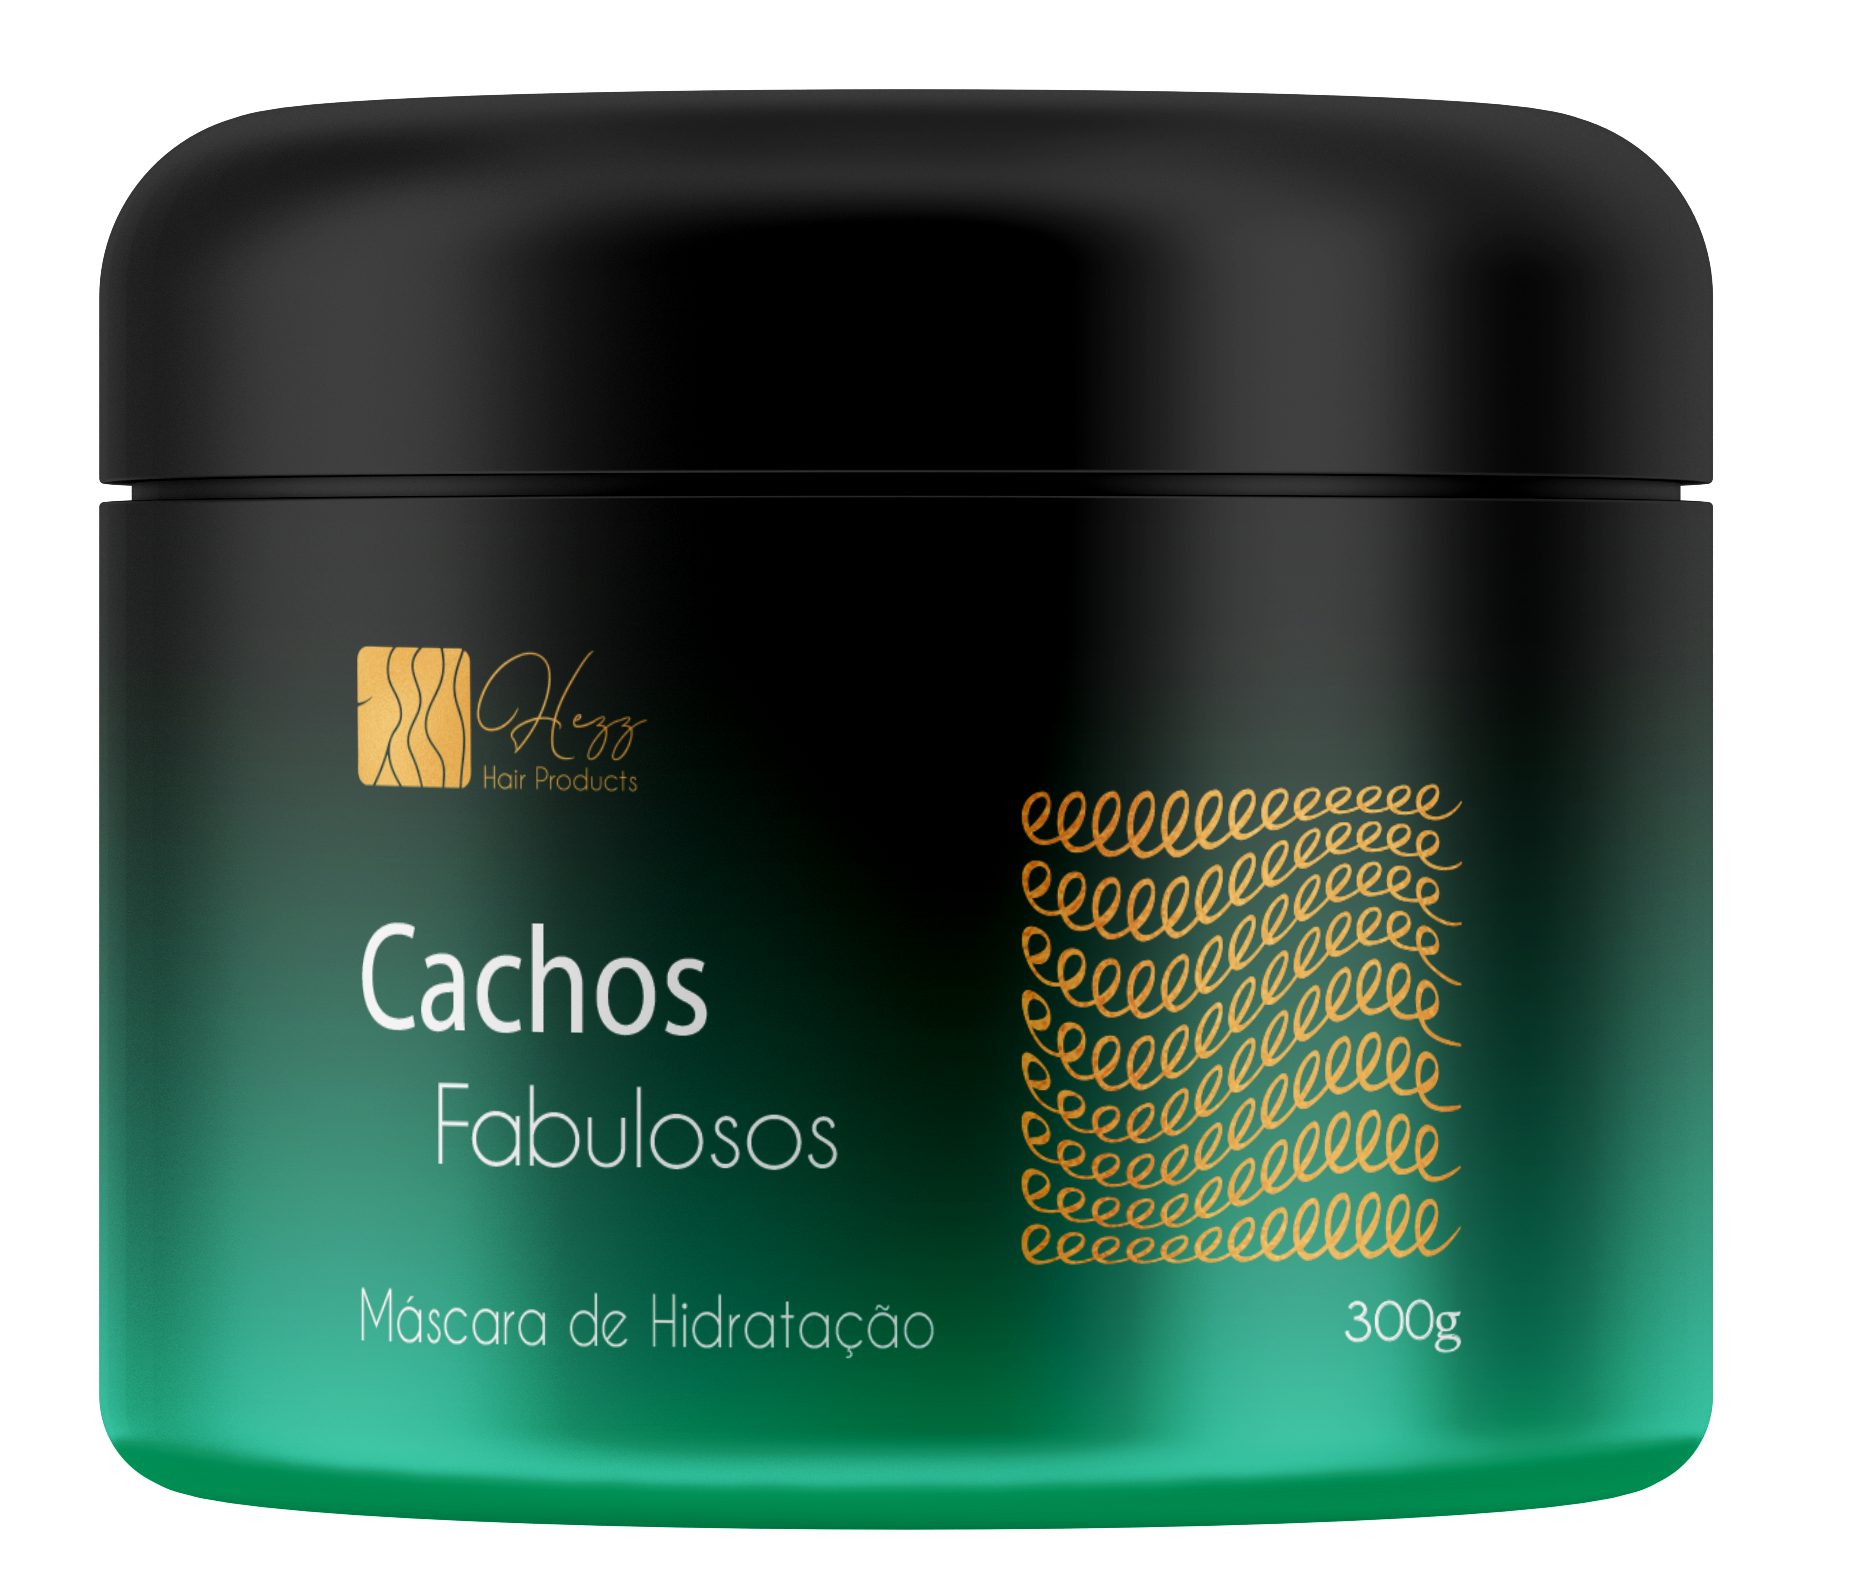 Hezz
Hair Products
Cachos
Fabulosos
Máscara de Hidratação
300g